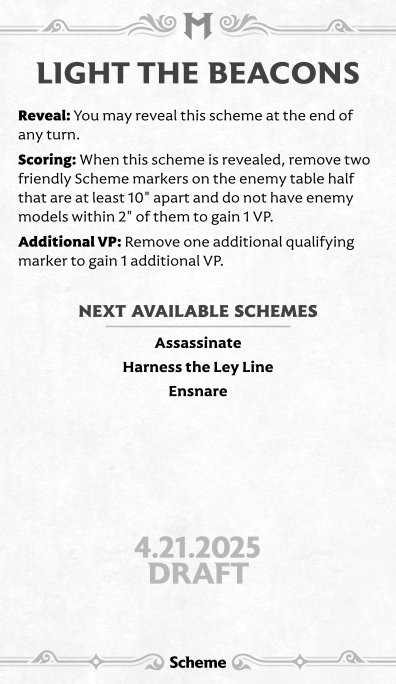 M
LIGHT THE BEACONS
Reveal: You may reveal this scheme at the end of
any turn.
Scoring: When this scheme is revealed, remove two
friendly Scheme markers on the enemy table half
that are at least 10" apart and do not have enemy
models within 2" of them to gain 1 VP.
Additional VP: Remove one additional qualifying
marker to gain 1 additional VP.
NEXT AVAILABLE SCHEMES
Assassinate
Harness the Ley Line
Ensnare
4.21.2025
DRAFT
Scheme